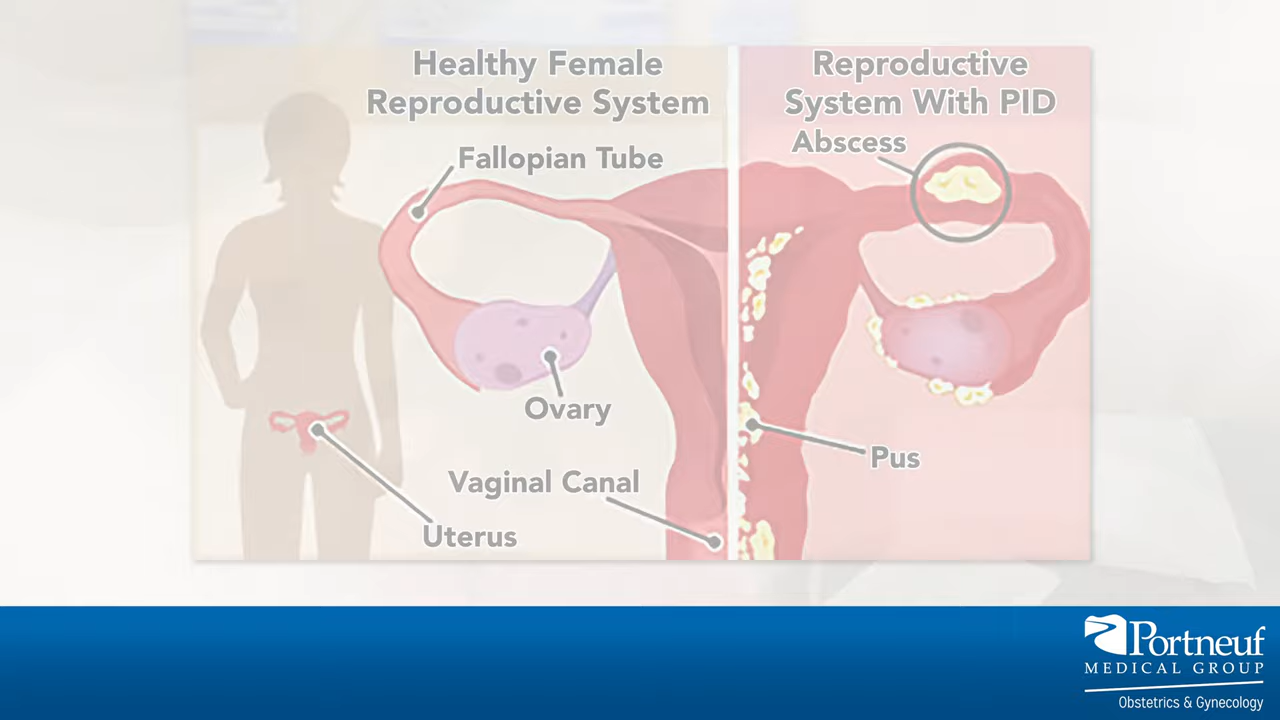 Healthy Female
Reproductive System
Fallopian Tube
Ovary
Vaginal Canal
Uterus
Reproductive
System With PID
Abscess
Pus
Portneuf
MEDICAL GROUP
Obstetrics & Gynecology